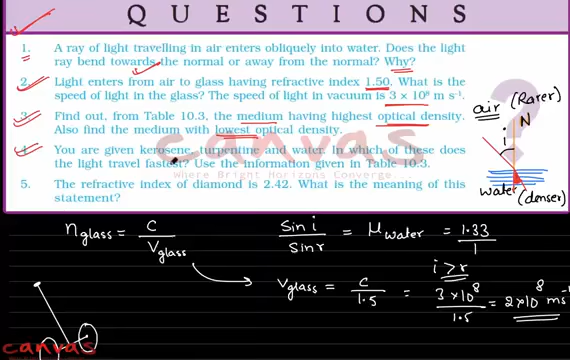 QUESTIONS
1. A ray of light travelling in air enters obliquely into water. Does the light
ray bend towards the normal or away from the normal? Why?
2. Light enters from air to glass having refractive index 1.50. What is the
speed of light in the glass? The speed of light in vacuum is 3 × 10⁸ m s⁻¹.
3. Find out, from Table 10.3, the medium having highest optical density.
Also find the medium with lowest optical density.
4. You are given kerosene, turpentine and water. In which of these does
the light travel fastest? Use the information given in Table 10.3.
5. The refractive index of diamond is 2.42. What is the meaning of this
statement?
canvas
Where Bright Horizons Converge.
?
air (Rarer)
N
i
r
water
(denser)
n glass = C / V glass
Sin i / Sin r = μ water = 1.33 / 1
i > r
V glass = C / 1.5 = 3 × 10⁸ / 1.5 = 2 × 10⁸ ms⁻¹
canvas